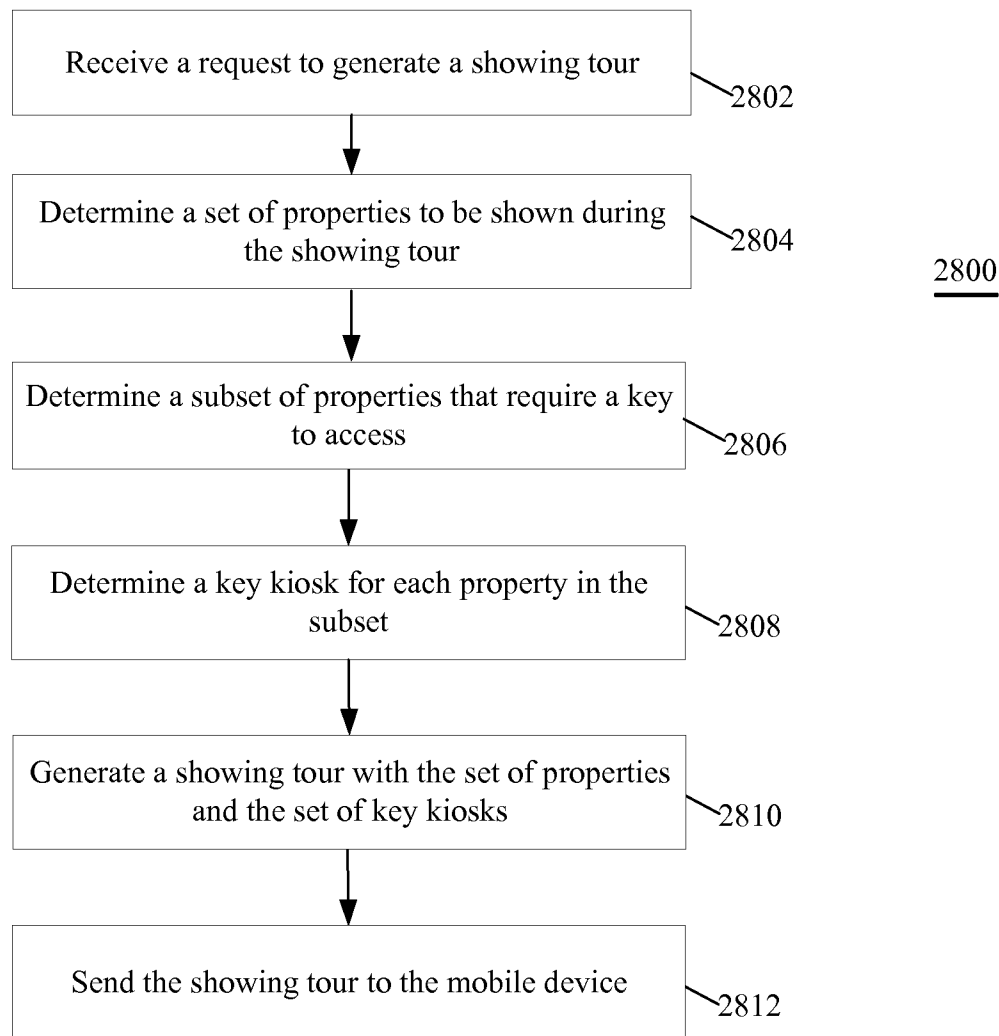 Receive a request to generate a showing tour
2802
Determine a set of properties to be shown during
the showing tour
2804
2800
Determine a subset of properties that require a key
to access
2806
Determine a key kiosk for each property in the
subset
2808
Generate a showing tour with the set of properties
and the set of key kiosks
2810
Send the showing tour to the mobile device
2812